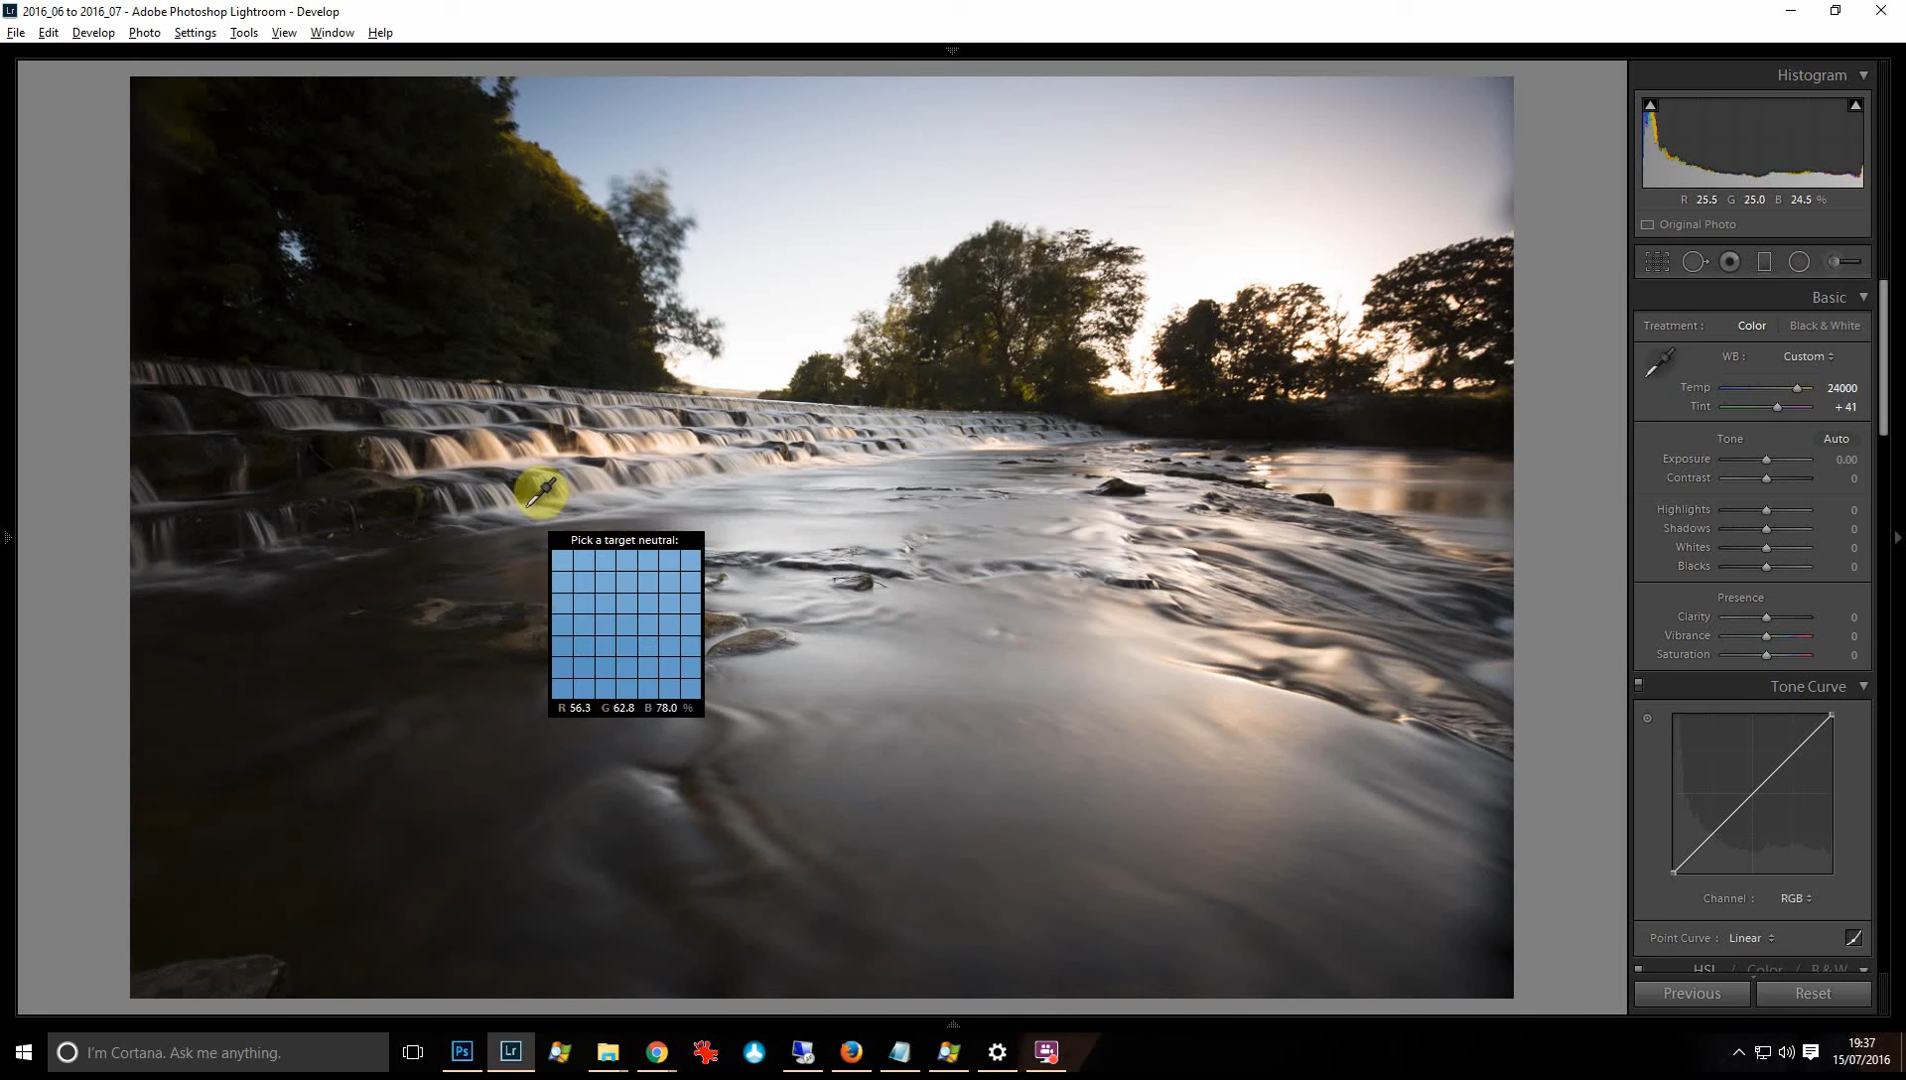 2016_06 to 2016_07 - Adobe Photoshop Lightroom - Develop
File Edit Develop Photo Settings Tools View Window Help
Histogram
R 25.5 G 25.0 B 24.5 %
Original Photo
Basic
Treatment : Color Black & White
WB : Custom
Temp 24000
Tint + 41
Tone Auto
Exposure 0.00
Contrast 0
Highlights 0
Shadows 0
Whites 0
Blacks 0
Presence
Clarity 0
Vibrance 0
Saturation 0
Tone Curve
Channel : RGB
Point Curve : Linear
HSL / Color / B & W
Previous Reset
Pick a target neutral:
R 56.3 G 62.8 B 78.0 %
I'm Cortana. Ask me anything.
Ps
Lr
19:37
15/07/2016